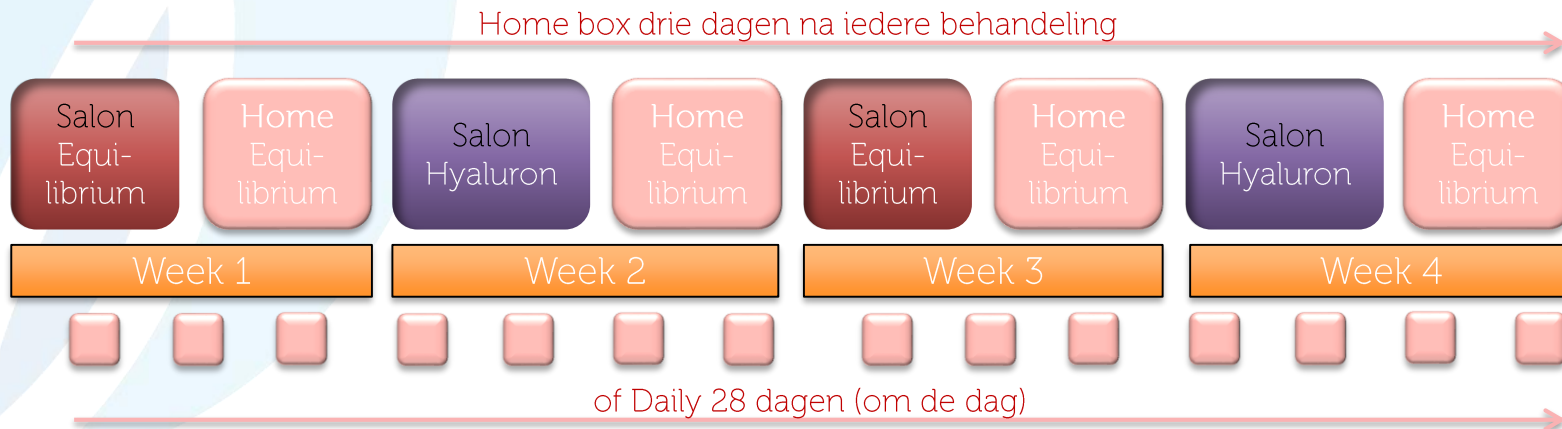 Home box drie dagen na iedere behandeling
Salon
Equi-
librium
Home
Equi-
librium
Salon
Hyaluron
Home
Equi-
librium
Salon
Equi-
librium
Home
Equi-
librium
Salon
Hyaluron
Home
Equi-
librium
Week 1
Week 2
Week 3
Week 4
of Daily 28 dagen (om de dag)